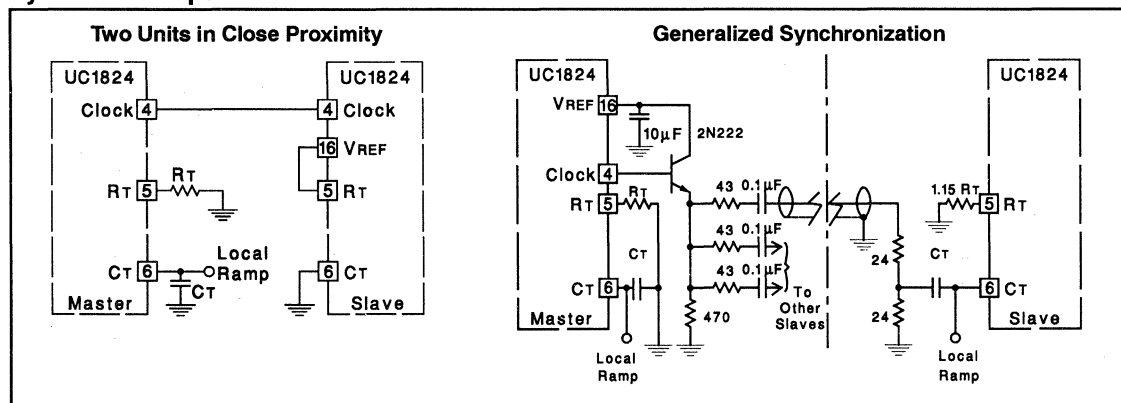 Two Units in Close Proximity
UC1824
UC1824
Clock 4
4 Clock
16 VREF
RT 5 RT
5 RT
CT 6
Local
Ramp
CT
6 CT
Master
Slave
Generalized Synchronization
UC1824
UC1824
VREF 16
10µF
2N222
Clock 4
RT 5
RT
43 0.1µF
43 0.1µF
43 0.1µF
To
Other
Slaves
470
CT 6
CT
Master
Local
Ramp
24
24
1.15 RT
5 RT
CT
6 CT
Slave
Local
Ramp